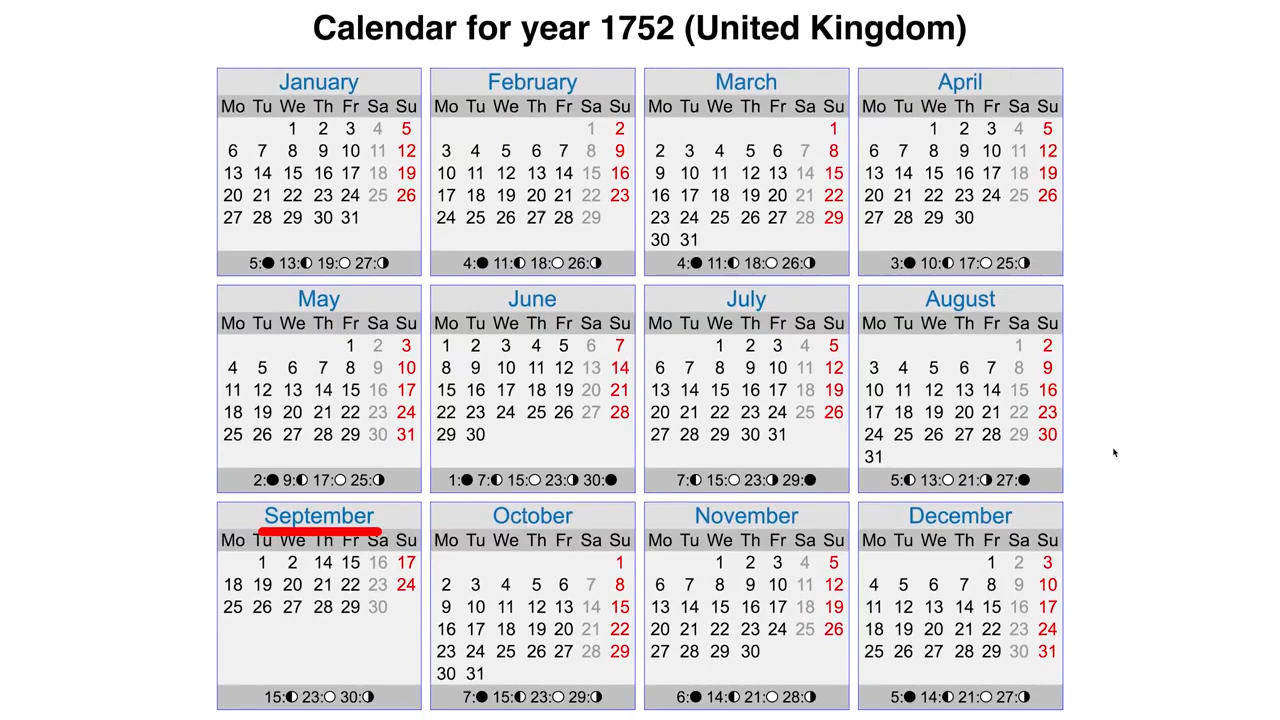 Calendar for year 1752 (United Kingdom)
January
Mo Tu We Th Fr Sa Su
1 2 3 4 5
6 7 8 9 10 11 12
13 14 15 16 17 18 19
20 21 22 23 24 25 26
27 28 29 30 31
5:● 13:◐ 19:○ 27:◑
February
Mo Tu We Th Fr Sa Su
1 2
3 4 5 6 7 8 9
10 11 12 13 14 15 16
17 18 19 20 21 22 23
24 25 26 27 28 29
4:● 11:◐ 18:○ 26:◑
March
Mo Tu We Th Fr Sa Su
1
2 3 4 5 6 7 8
9 10 11 12 13 14 15
16 17 18 19 20 21 22
23 24 25 26 27 28 29
30 31
4:● 11:◐ 18:○ 26:◑
April
Mo Tu We Th Fr Sa Su
1 2 3 4 5
6 7 8 9 10 11 12
13 14 15 16 17 18 19
20 21 22 23 24 25 26
27 28 29 30
3:● 10:◐ 17:○ 25:◑
May
Mo Tu We Th Fr Sa Su
1 2 3
4 5 6 7 8 9 10
11 12 13 14 15 16 17
18 19 20 21 22 23 24
25 26 27 28 29 30 31
2:● 9:◐ 17:○ 25:◑
June
Mo Tu We Th Fr Sa Su
1 2 3 4 5 6 7
8 9 10 11 12 13 14
15 16 17 18 19 20 21
22 23 24 25 26 27 28
29 30
1:● 7:◐ 15:○ 23:◑ 30:●
July
Mo Tu We Th Fr Sa Su
1 2 3 4 5
6 7 8 9 10 11 12
13 14 15 16 17 18 19
20 21 22 23 24 25 26
27 28 29 30 31
7:◐ 15:○ 23:◑ 29:●
August
Mo Tu We Th Fr Sa Su
1 2
3 4 5 6 7 8 9
10 11 12 13 14 15 16
17 18 19 20 21 22 23
24 25 26 27 28 29 30
31
5:◐ 13:○ 21:◑ 27:●
September
Mo Tu We Th Fr Sa Su
1 2 14 15 16 17
18 19 20 21 22 23 24
25 26 27 28 29 30
15:◐ 23:○ 30:◑
October
Mo Tu We Th Fr Sa Su
1
2 3 4 5 6 7 8
9 10 11 12 13 14 15
16 17 18 19 20 21 22
23 24 25 26 27 28 29
30 31
7:● 15:◐ 23:○ 29:◑
November
Mo Tu We Th Fr Sa Su
1 2 3 4 5
6 7 8 9 10 11 12
13 14 15 16 17 18 19
20 21 22 23 24 25 26
27 28 29 30
6:● 14:◐ 21:○ 28:◑
December
Mo Tu We Th Fr Sa Su
1 2 3
4 5 6 7 8 9 10
11 12 13 14 15 16 17
18 19 20 21 22 23 24
25 26 27 28 29 30 31
5:● 14:◐ 21:○ 27:◑